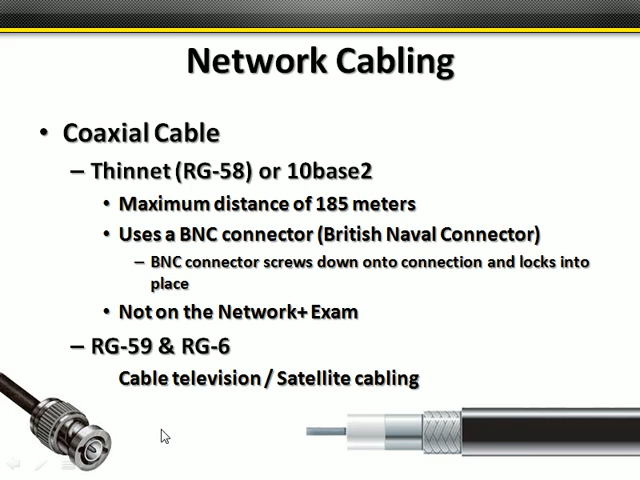 Network Cabling
• Coaxial Cable
– Thinnet (RG-58) or 10base2
• Maximum distance of 185 meters
• Uses a BNC connector (British Naval Connector)
– BNC connector screws down onto connection and locks into
place
• Not on the Network+ Exam
– RG-59 & RG-6
Cable television / Satellite cabling